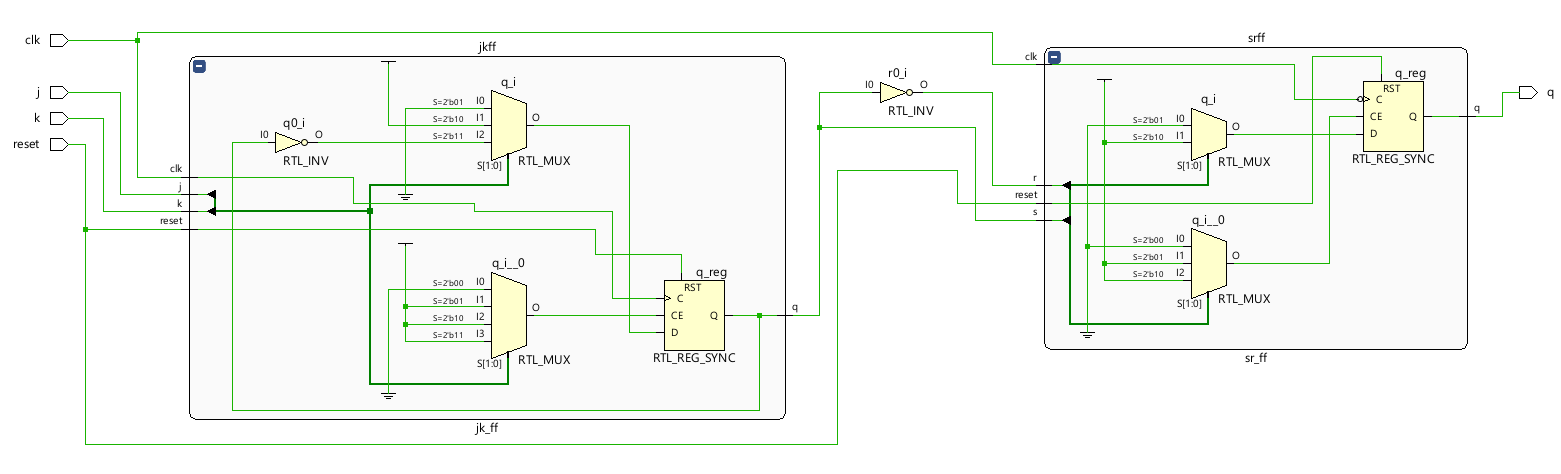 clk
j
k
reset
jkff
q0_i
I0
O
RTL_INV
q_i
S=2'b01
I0
S=2'b10
I1
S=2'b11
I2
O
S[1:0]
RTL_MUX
clk
j
k
reset
q_i__0
S=2'b00
I0
S=2'b01
I1
S=2'b10
I2
S=2'b11
I3
O
S[1:0]
RTL_MUX
q_reg
RST
C
CE
Q
D
RTL_REG_SYNC
q
jk_ff
r0_i
I0
O
RTL_INV
srff
clk
q_i
S=2'b01
I0
S=2'b10
I1
O
S[1:0]
RTL_MUX
r
reset
s
q_i__0
S=2'b00
I0
S=2'b01
I1
S=2'b10
I2
O
S[1:0]
RTL_MUX
q_reg
RST
C
CE
Q
D
RTL_REG_SYNC
q
sr_ff
q